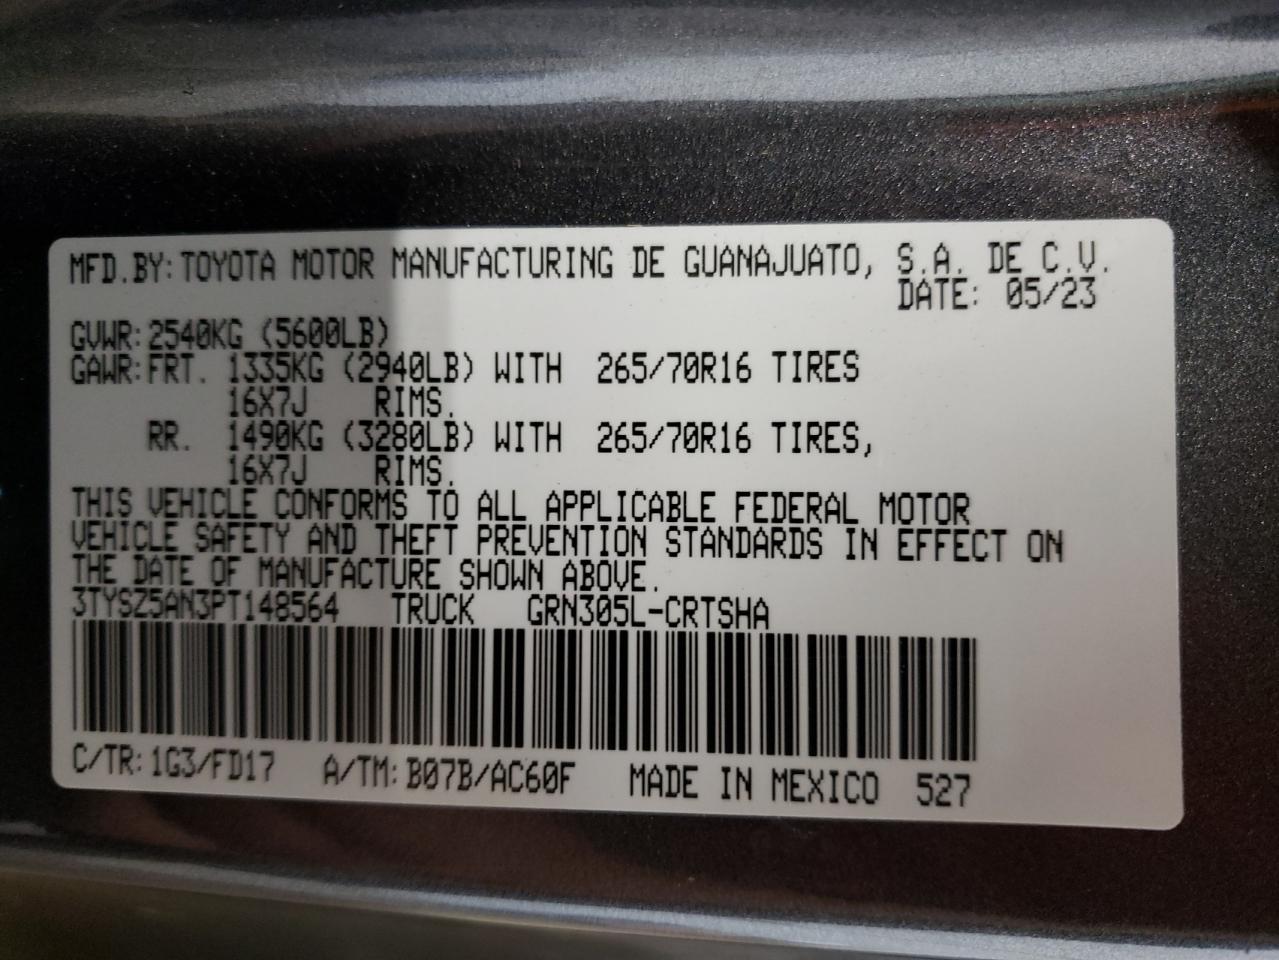 MFD.BY: TOYOTA MOTOR MANUFACTURING DE GUANAJUATO, S.A. DE C.V.
DATE: 05/23
GVWR: 2540KG (5600LB)
GAWR: FRT. 1335KG (2940LB) WITH 265/70R16 TIRES
16X7J RIMS.
RR. 1490KG (3280LB) WITH 265/70R16 TIRES,
16X7J RIMS.
THIS VEHICLE CONFORMS TO ALL APPLICABLE FEDERAL MOTOR
VEHICLE SAFETY AND THEFT PREVENTION STANDARDS IN EFFECT ON
THE DATE OF MANUFACTURE SHOWN ABOVE.
3TYSZ5AN3PT148564 TRUCK GRN305L-CRTSHA
C/TR: 1G3/FD17 A/TM: B07B/AC60F MADE IN MEXICO 527